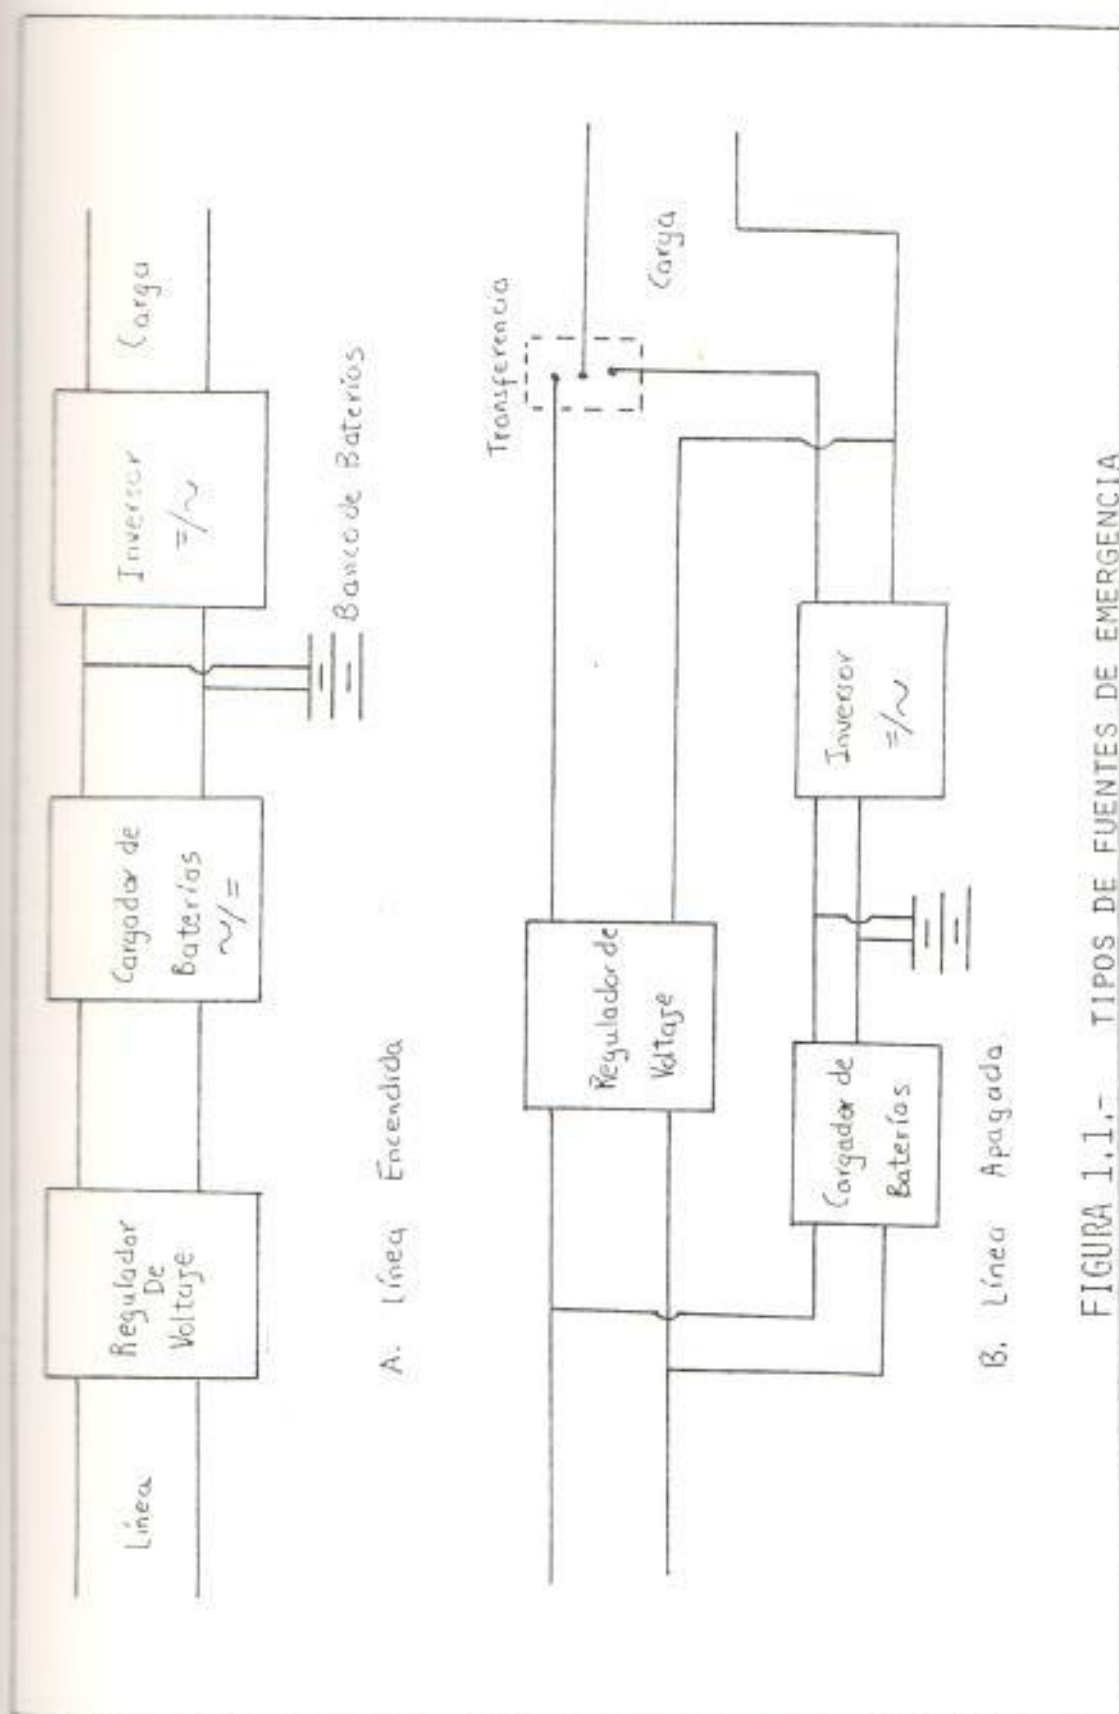 Línea
Regulador
De
Voltaje
Cargador de
Baterías
~/=
Inversor
=/~
Carga
Banco de Baterías
A. Línea Encendida
Transferencia
Carga
Regulador de
Voltaje
Cargador de
Baterías
Inversor
=/~
B. Línea Apagada
FIGURA 1.1.- TIPOS DE FUENTES DE EMERGENCIA